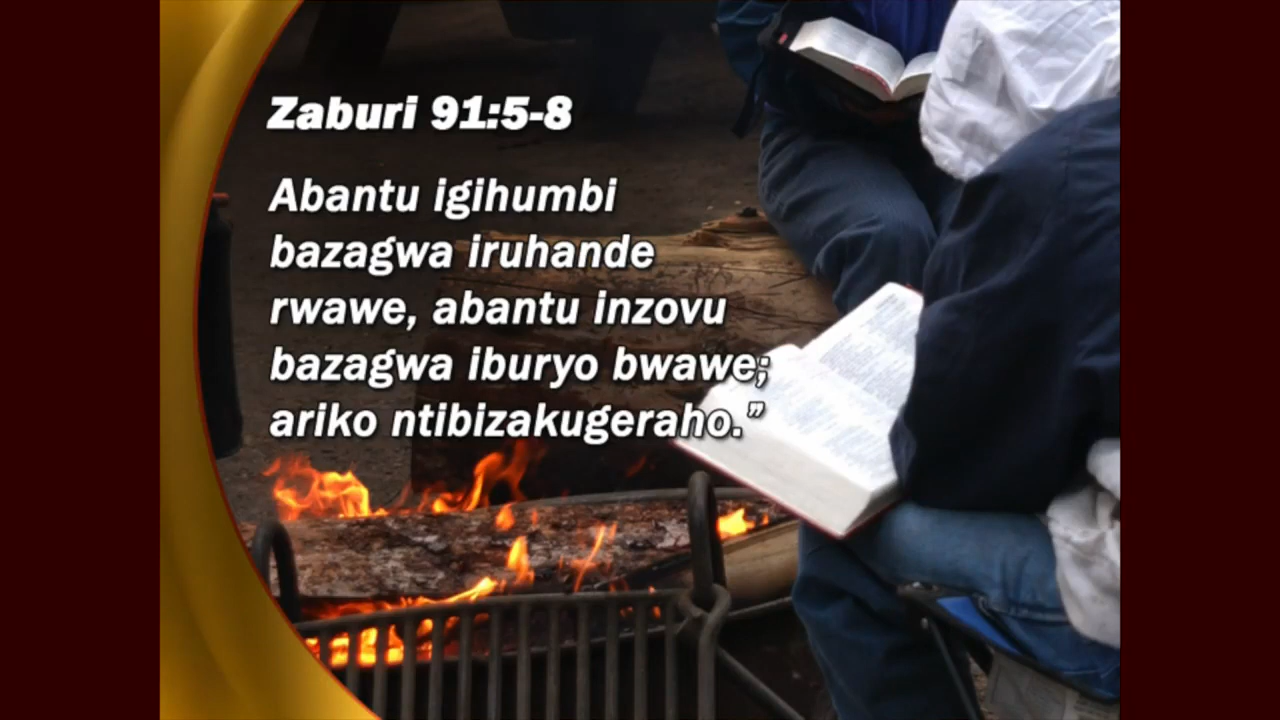 Zaburi 91:5-8
Abantu igihumbi
bazagwa iruhande
rwawe, abantu inzovu
bazagwa iburyo bwawe;
ariko ntibizakugeraho.”